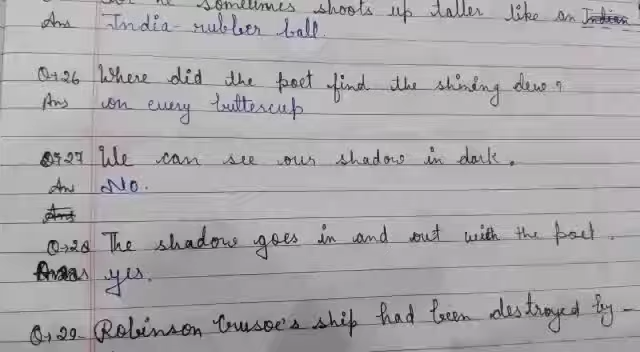 he sometimes shoots up taller like an Indian
Ans India-rubber ball.
Q→26 Where did the poet find the shining dew?
Ans on every buttercup
Q→27 We can see our shadow in dark.
Ans No.
Ans
Q→28 The shadow goes in and out with the poet.
Ans yes.
Q→29 Robinson Crusoe's ship had been destroyed by -